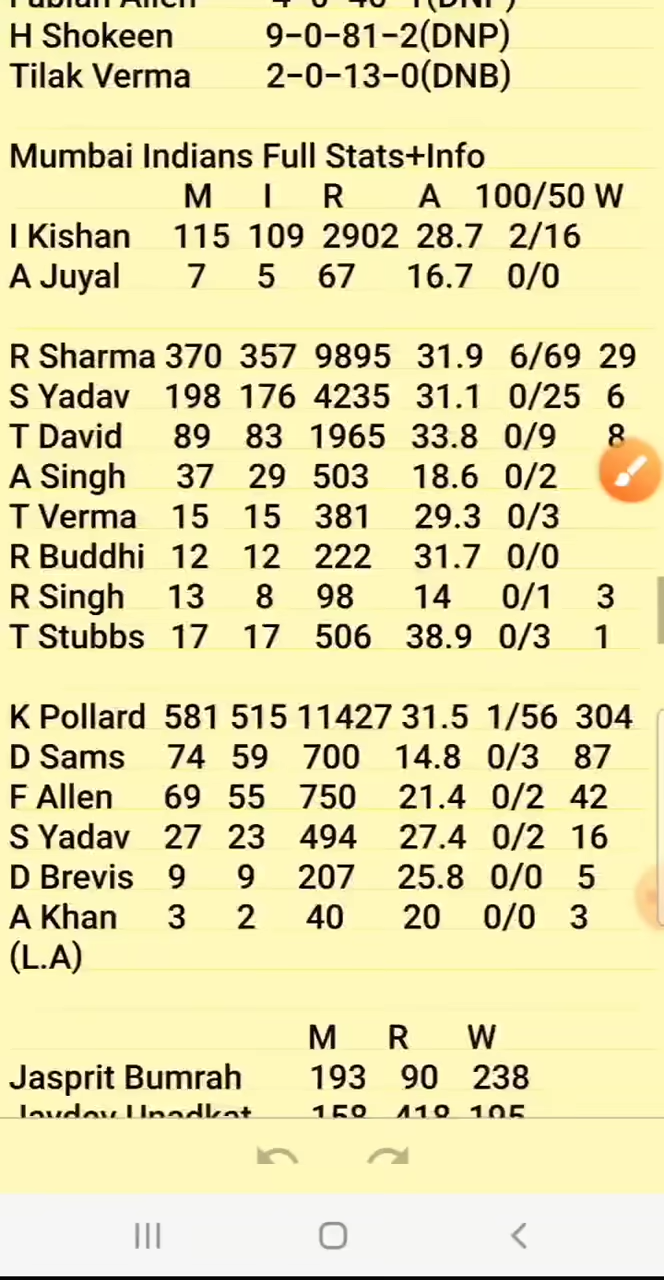 H Shokeen 9-0-81-2(DNP)
Tilak Verma 2-0-13-0(DNB)
Mumbai Indians Full Stats+Info
M I R A 100/50 W
I Kishan 115 109 2902 28.7 2/16
A Juyal 7 5 67 16.7 0/0
R Sharma 370 357 9895 31.9 6/69 29
S Yadav 198 176 4235 31.1 0/25 6
T David 89 83 1965 33.8 0/9 8
A Singh 37 29 503 18.6 0/2
T Verma 15 15 381 29.3 0/3
R Buddhi 12 12 222 31.7 0/0
R Singh 13 8 98 14 0/1 3
T Stubbs 17 17 506 38.9 0/3 1
K Pollard 581 515 11427 31.5 1/56 304
D Sams 74 59 700 14.8 0/3 87
F Allen 69 55 750 21.4 0/2 42
S Yadav 27 23 494 27.4 0/2 16
D Brevis 9 9 207 25.8 0/0 5
A Khan 3 2 40 20 0/0 3
(L.A)
M R W
Jasprit Bumrah 193 90 238